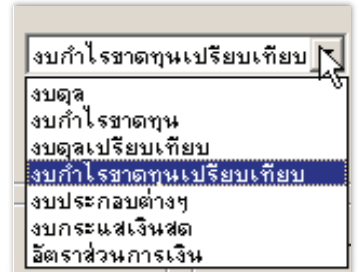 งบกำไรขาดทุนเปรียบเทียบ
งบดุล
งบกำไรขาดทุน
งบดุลเปรียบเทียบ
งบกำไรขาดทุนเปรียบเทียบ
งบประกอบต่างๆ
งบกระแสเงินสด
อัตราส่วนการเงิน